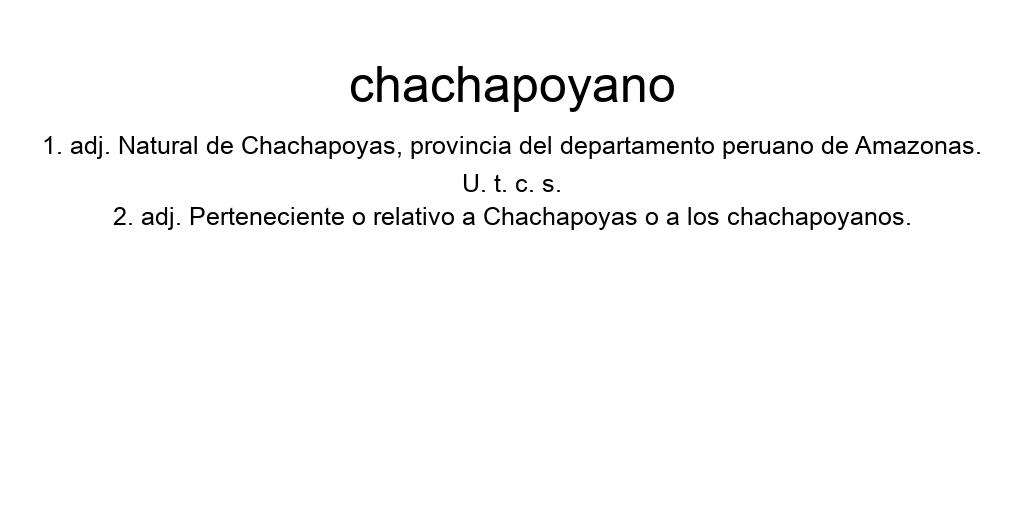 chachapoyano
1. adj. Natural de Chachapoyas, provincia del departamento peruano de Amazonas.
U. t. c. s.
2. adj. Perteneciente o relativo a Chachapoyas o a los chachapoyanos.